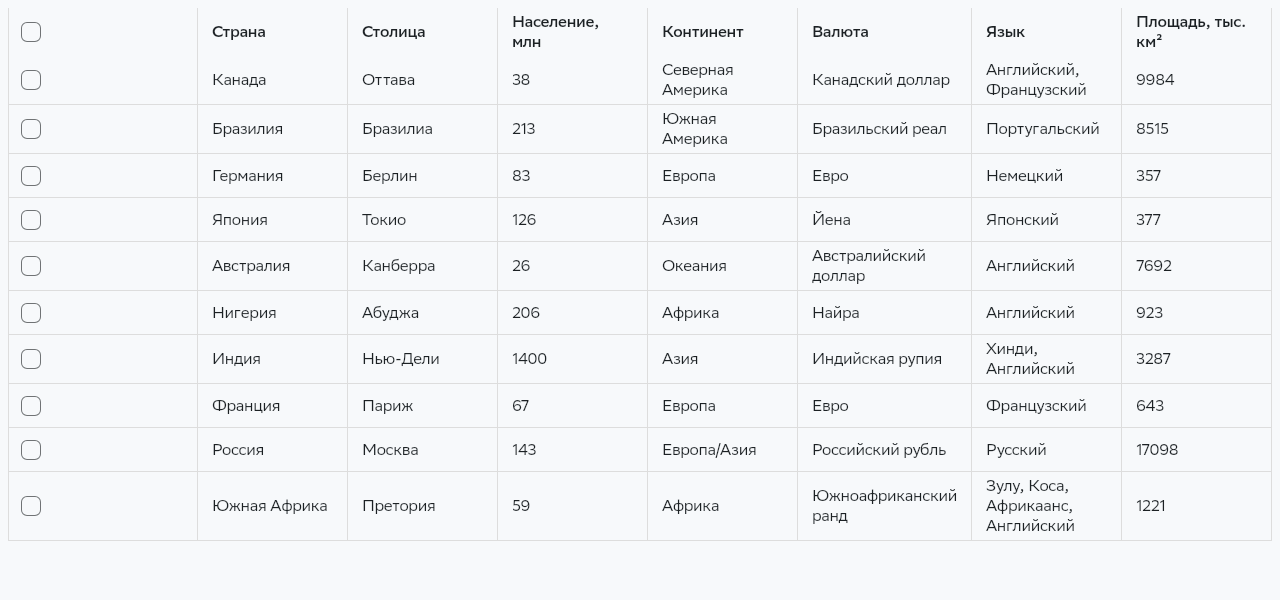 Страна Столица Население, млн Континент Валюта Язык Площадь, тыс. км²
Канада Оттава 38 Северная Америка Канадский доллар Английский, Французский 9984
Бразилия Бразилиа 213 Южная Америка Бразильский реал Португальский 8515
Германия Берлин 83 Европа Евро Немецкий 357
Япония Токио 126 Азия Йена Японский 377
Австралия Канберра 26 Океания Австралийский доллар Английский 7692
Нигерия Абуджа 206 Африка Найра Английский 923
Индия Нью-Дели 1400 Азия Индийская рупия Хинди, Английский 3287
Франция Париж 67 Европа Евро Французский 643
Россия Москва 143 Европа/Азия Российский рубль Русский 17098
Южная Африка Претория 59 Африка Южноафриканский ранд Зулу, Коса, Африкаанс, Английский 1221